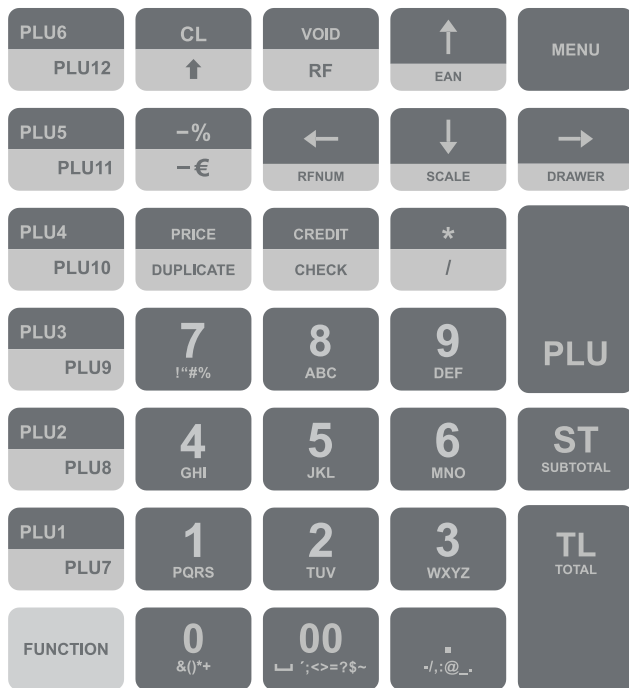 PLU6
PLU12
CL
⬆
VOID
RF
↑
EAN
MENU
PLU5
PLU11
-%
-€
←
RFNUM
↓
SCALE
→
DRAWER
PLU4
PLU10
PRICE
DUPLICATE
CREDIT
CHECK
*
/
PLU
PLU3
PLU9
7
!“#%
8
ABC
9
DEF
PLU2
PLU8
4
GHI
5
JKL
6
MNO
ST
SUBTOTAL
PLU1
PLU7
1
PQRS
2
TUV
3
WXYZ
TL
TOTAL
FUNCTION
0
&()*+
00
⎵ ´;<>=?$~
.
-/,:@_.